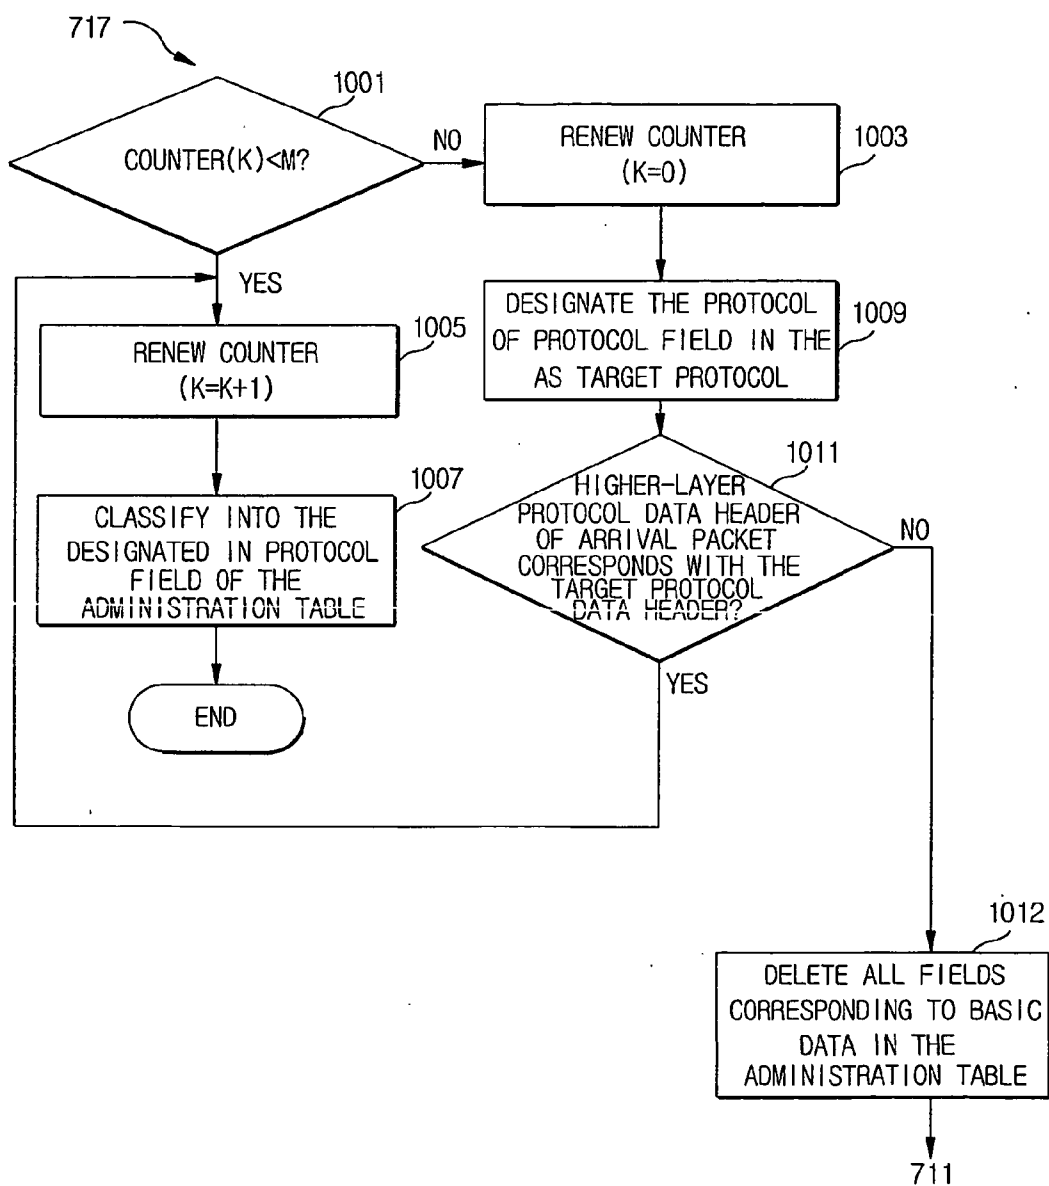 717
1001
COUNTER(K)<M?
NO
RENEW COUNTER
(K=0)
1003
YES
RENEW COUNTER
(K=K+1)
1005
DESIGNATE THE PROTOCOL
OF PROTOCOL FIELD IN THE
AS TARGET PROTOCOL
1009
CLASSIFY INTO THE
DESIGNATED IN PROTOCOL
FIELD OF THE
ADMINISTRATION TABLE
1007
END
1011
HIGHER-LAYER
PROTOCOL DATA HEADER
OF ARRIVAL PACKET
CORRESPONDS WITH THE
TARGET PROTOCOL
DATA HEADER?
NO
YES
1012
DELETE ALL FIELDS
CORRESPONDING TO BASIC
DATA IN THE
ADMINISTRATION TABLE
711